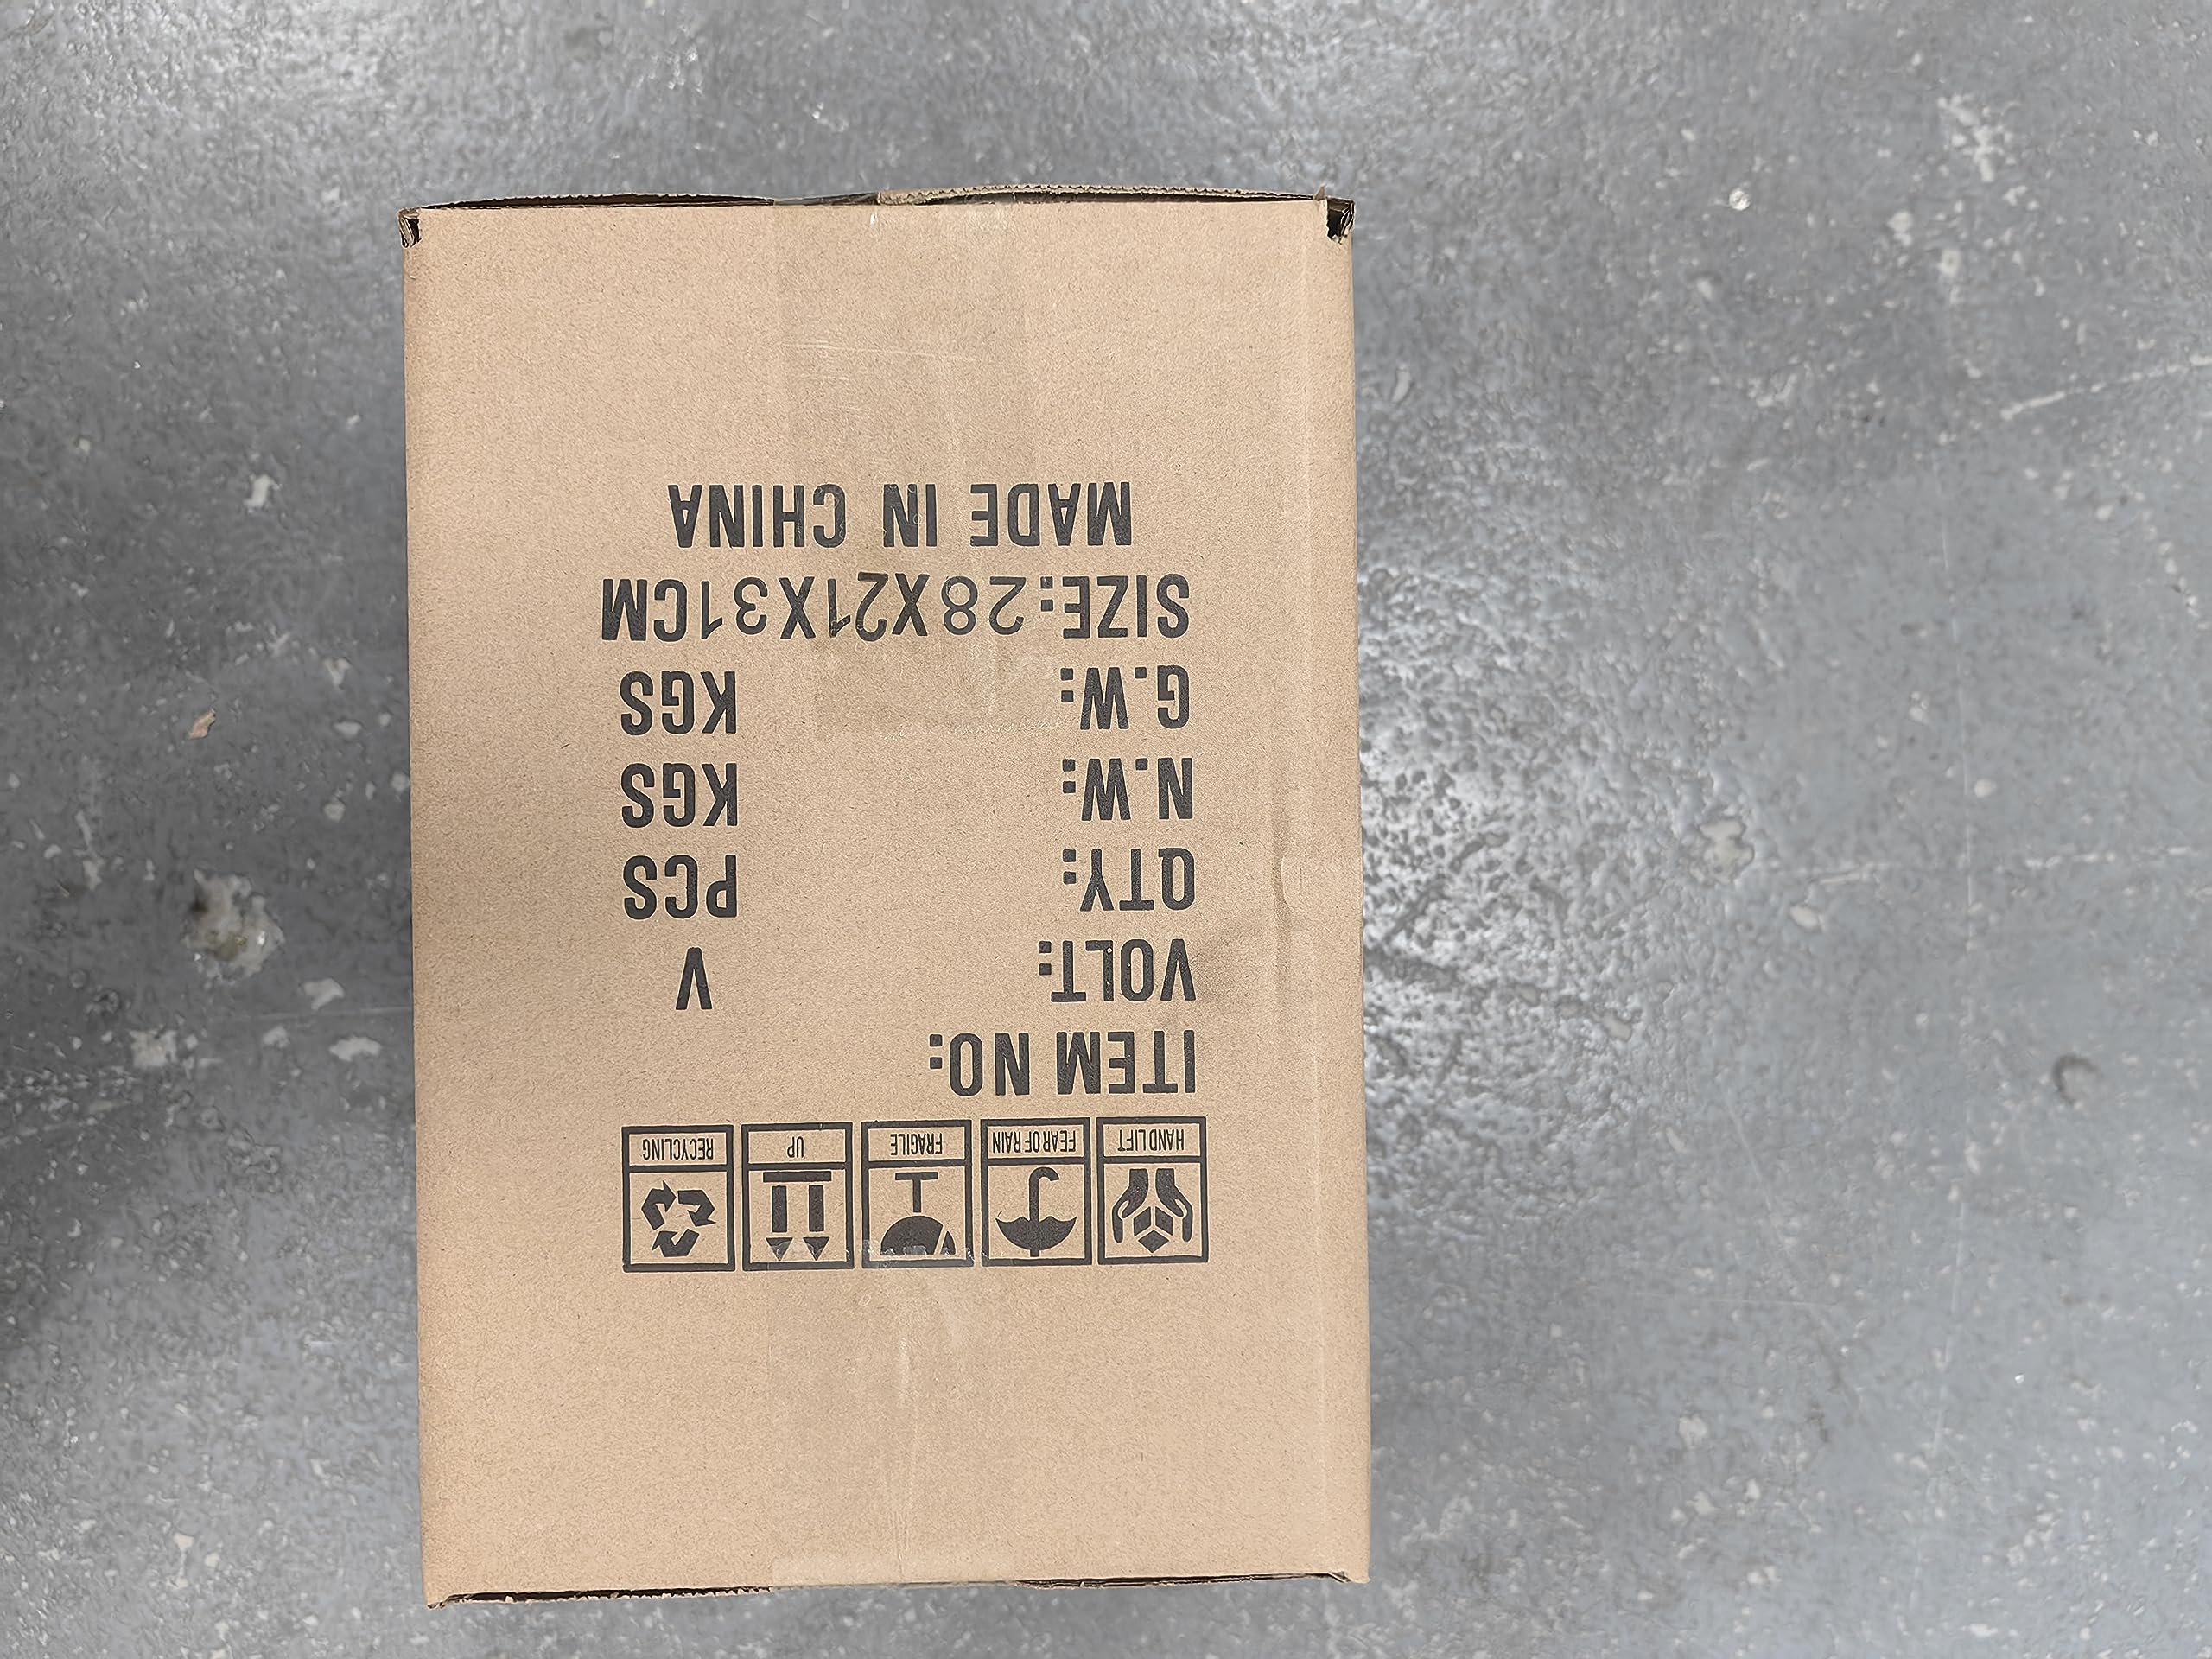 HAND LIFT FEAR OF RAIN FRAGILE UP RECYCLING
ITEM NO:
VOLT: V
QTY: PCS
N.W: KGS
G.W: KGS
SIZE:28X21X31CM
MADE IN CHINA